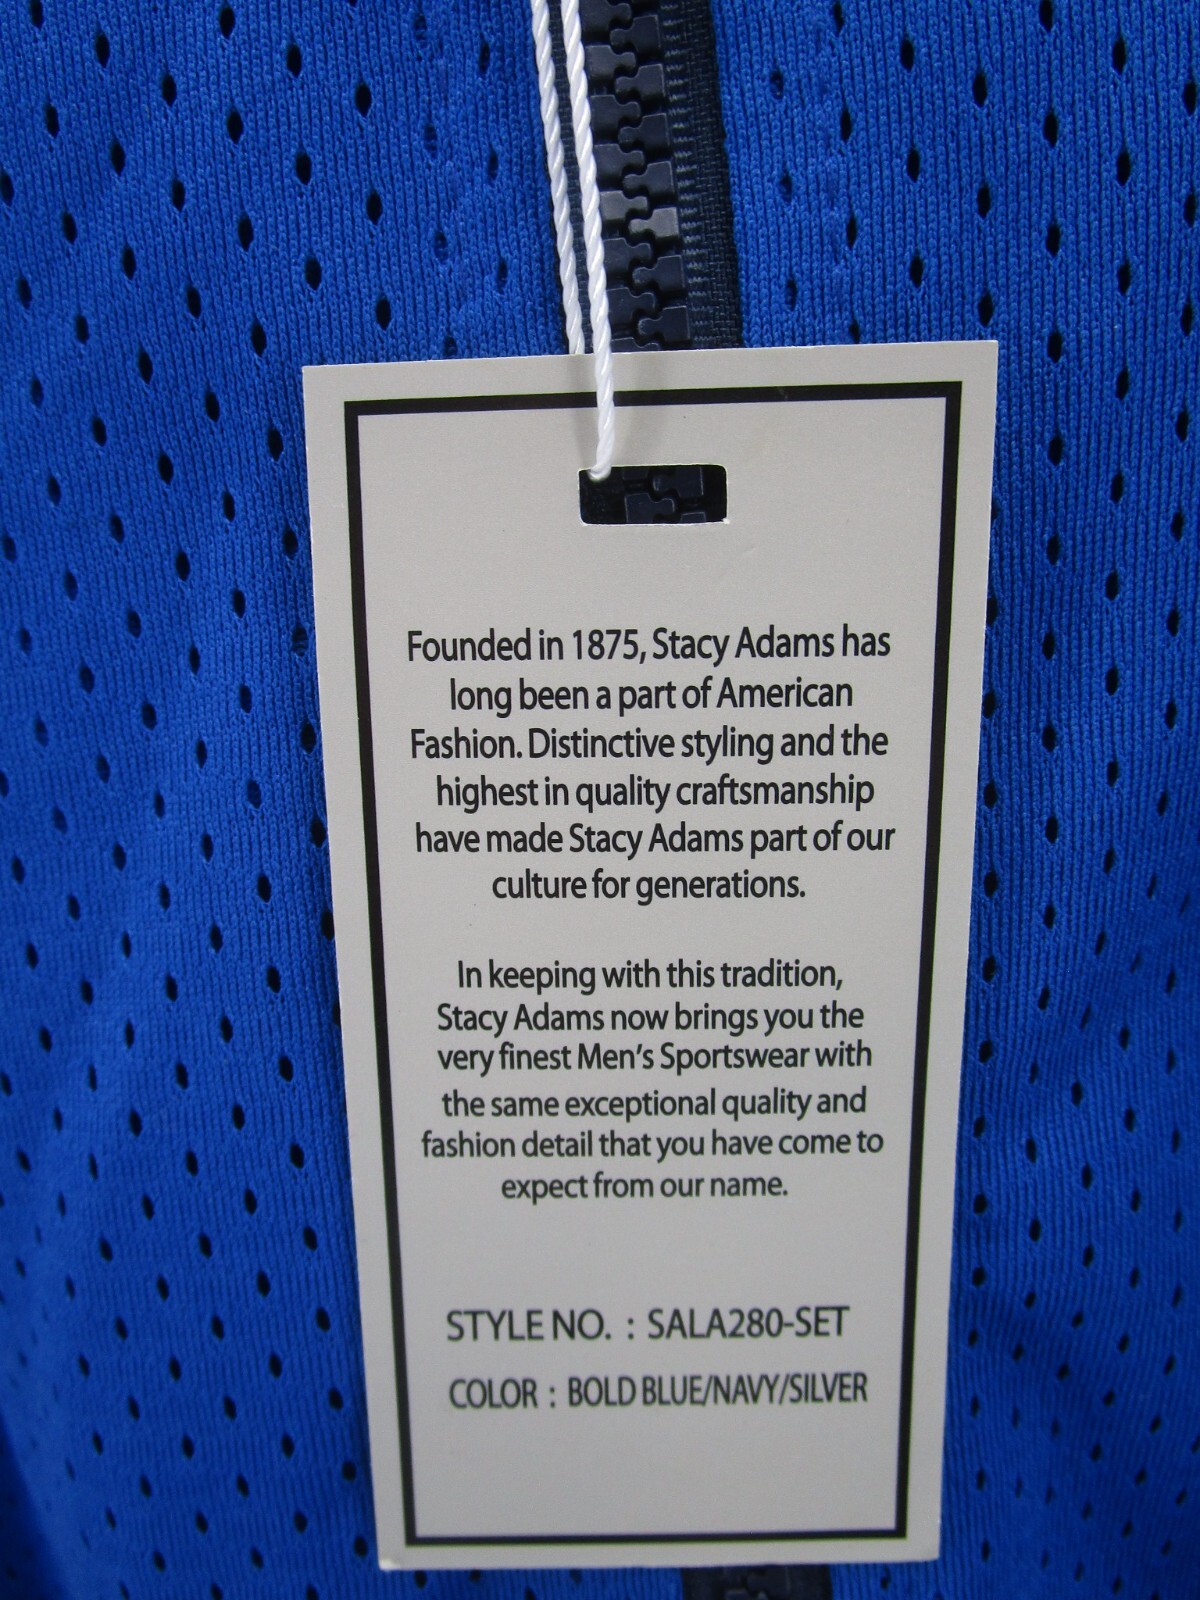 Founded in 1875, Stacy Adams has
long been a part of American
Fashion. Distinctive styling and the
highest in quality craftsmanship
have made Stacy Adams part of our
culture for generations.
In keeping with this tradition,
Stacy Adams now brings you the
very finest Men's Sportswear with
the same exceptional quality and
fashion detail that you have come to
expect from our name.
STYLE NO. : SALA280-SET
COLOR : BOLD BLUE/NAVY/SILVER